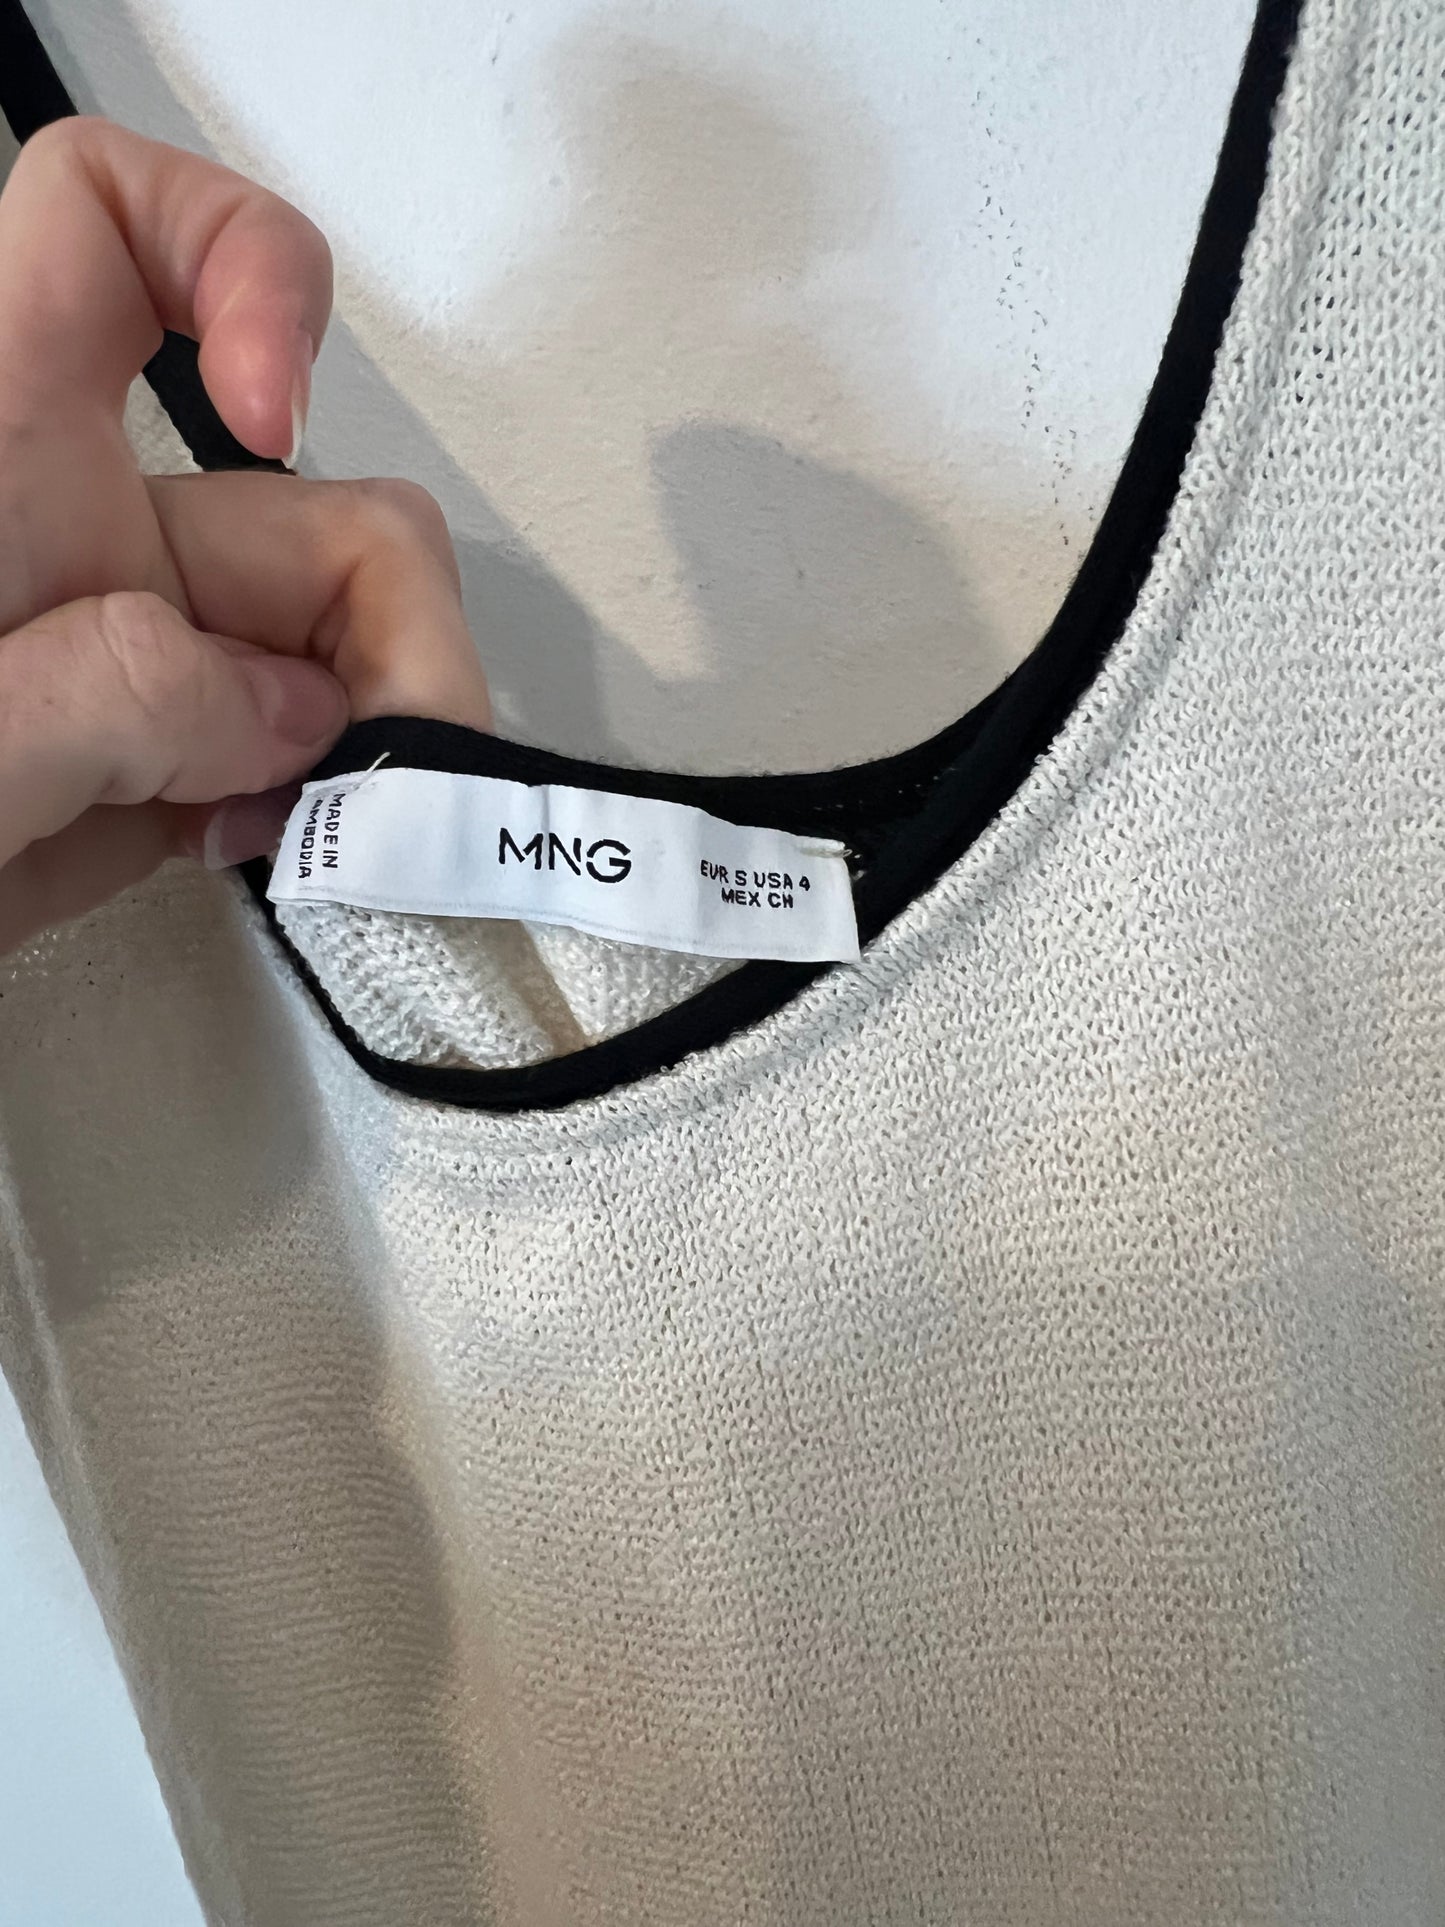 MADE IN
CAMBODIA
MNG
EUR S USA 4
MEX CH